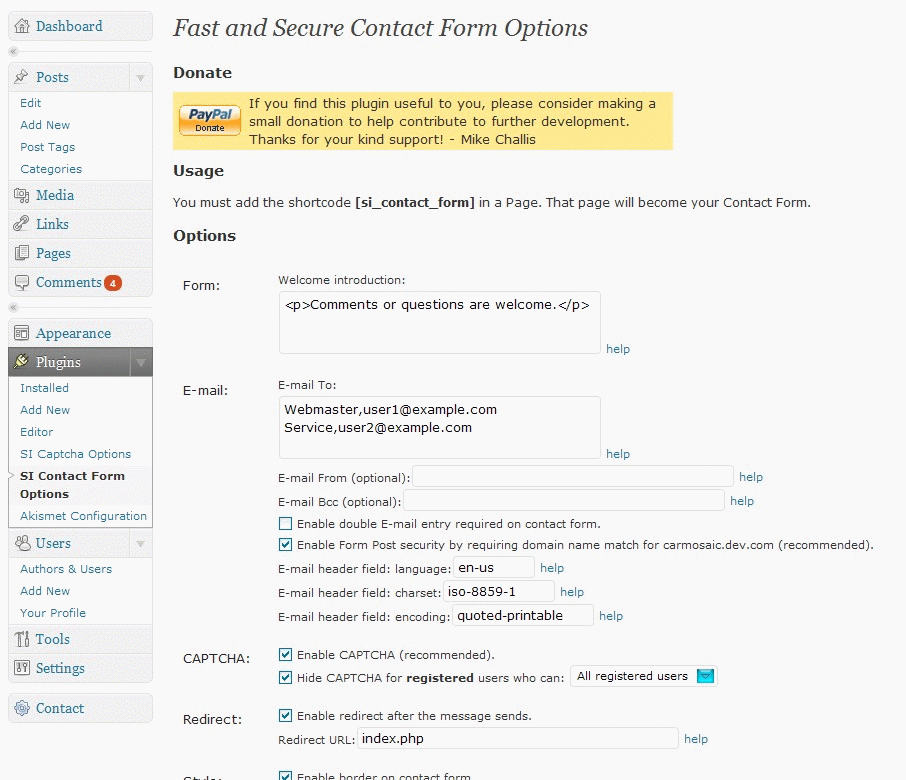 Dashboard
Posts
Edit
Add New
Post Tags
Categories
Media
Links
Pages
Comments 4
Appearance
Plugins
Installed
Add New
Editor
SI Captcha Options
SI Contact Form
Options
Akismet Configuration
Users
Authors & Users
Add New
Your Profile
Tools
Settings
Contact
Fast and Secure Contact Form Options
Donate
PayPal
Donate
If you find this plugin useful to you, please consider making a
small donation to help contribute to further development.
Thanks for your kind support! - Mike Challis
Usage
You must add the shortcode [si_contact_form] in a Page. That page will become your Contact Form.
Options
Form:
Welcome introduction:
<p>Comments or questions are welcome.</p>
help
E-mail:
E-mail To:
Webmaster,user1@example.com
Service,user2@example.com
help
E-mail From (optional): help
E-mail Bcc (optional): help
Enable double E-mail entry required on contact form.
Enable Form Post security by requiring domain name match for carmosaic.dev.com (recommended).
E-mail header field: language: en-us help
E-mail header field: charset: iso-8859-1 help
E-mail header field: encoding: quoted-printable help
CAPTCHA:
Enable CAPTCHA (recommended).
Hide CAPTCHA for registered users who can: All registered users
Redirect:
Enable redirect after the message sends.
Redirect URL: index.php help
Style:
Enable border on contact form